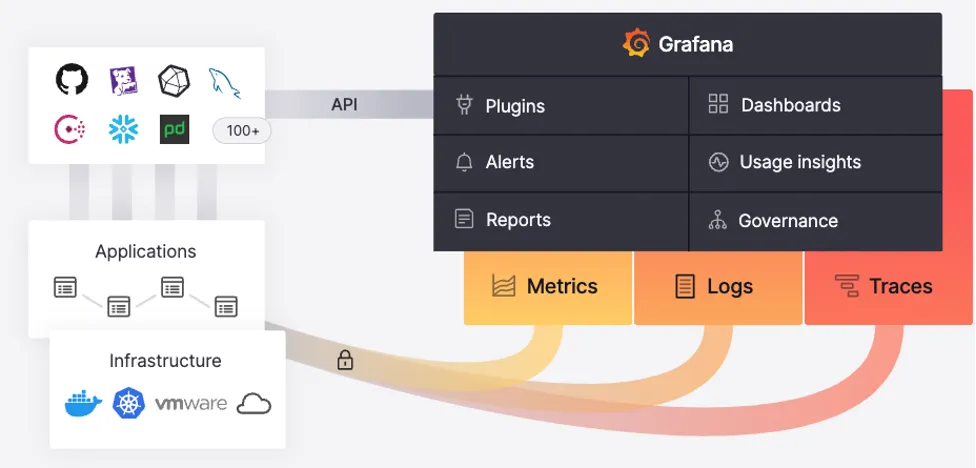 Grafana
API
Plugins
Dashboards
pd
100+
Alerts
Usage insights
Reports
Governance
Applications
Metrics
Logs
Traces
Infrastructure
vmware